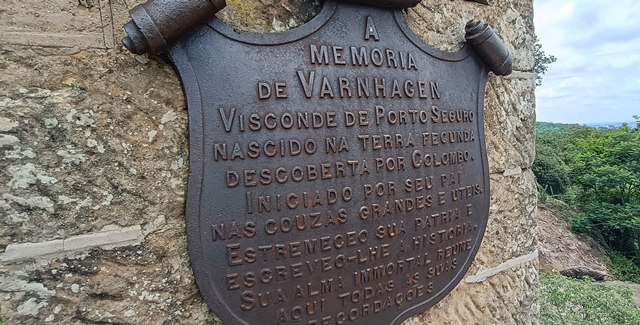 A
MEMORIA
DE VARNHAGEN
VISCONDE DE PORTO SEGURO
NASCIDO NA TERRA FECUNDA
DESCOBERTA POR COLOMBO.
INICIADO POR SEU PAI
NAS COUZAS GRANDES E UTEIS.
ESTREMECEO SUA PATRIA E
ESCREVEO-LHE A HISTORIA.
SUA ALMA IMMORTAL REUNE
AQUI TODAS AS SUAS
RECORDAÇÕES